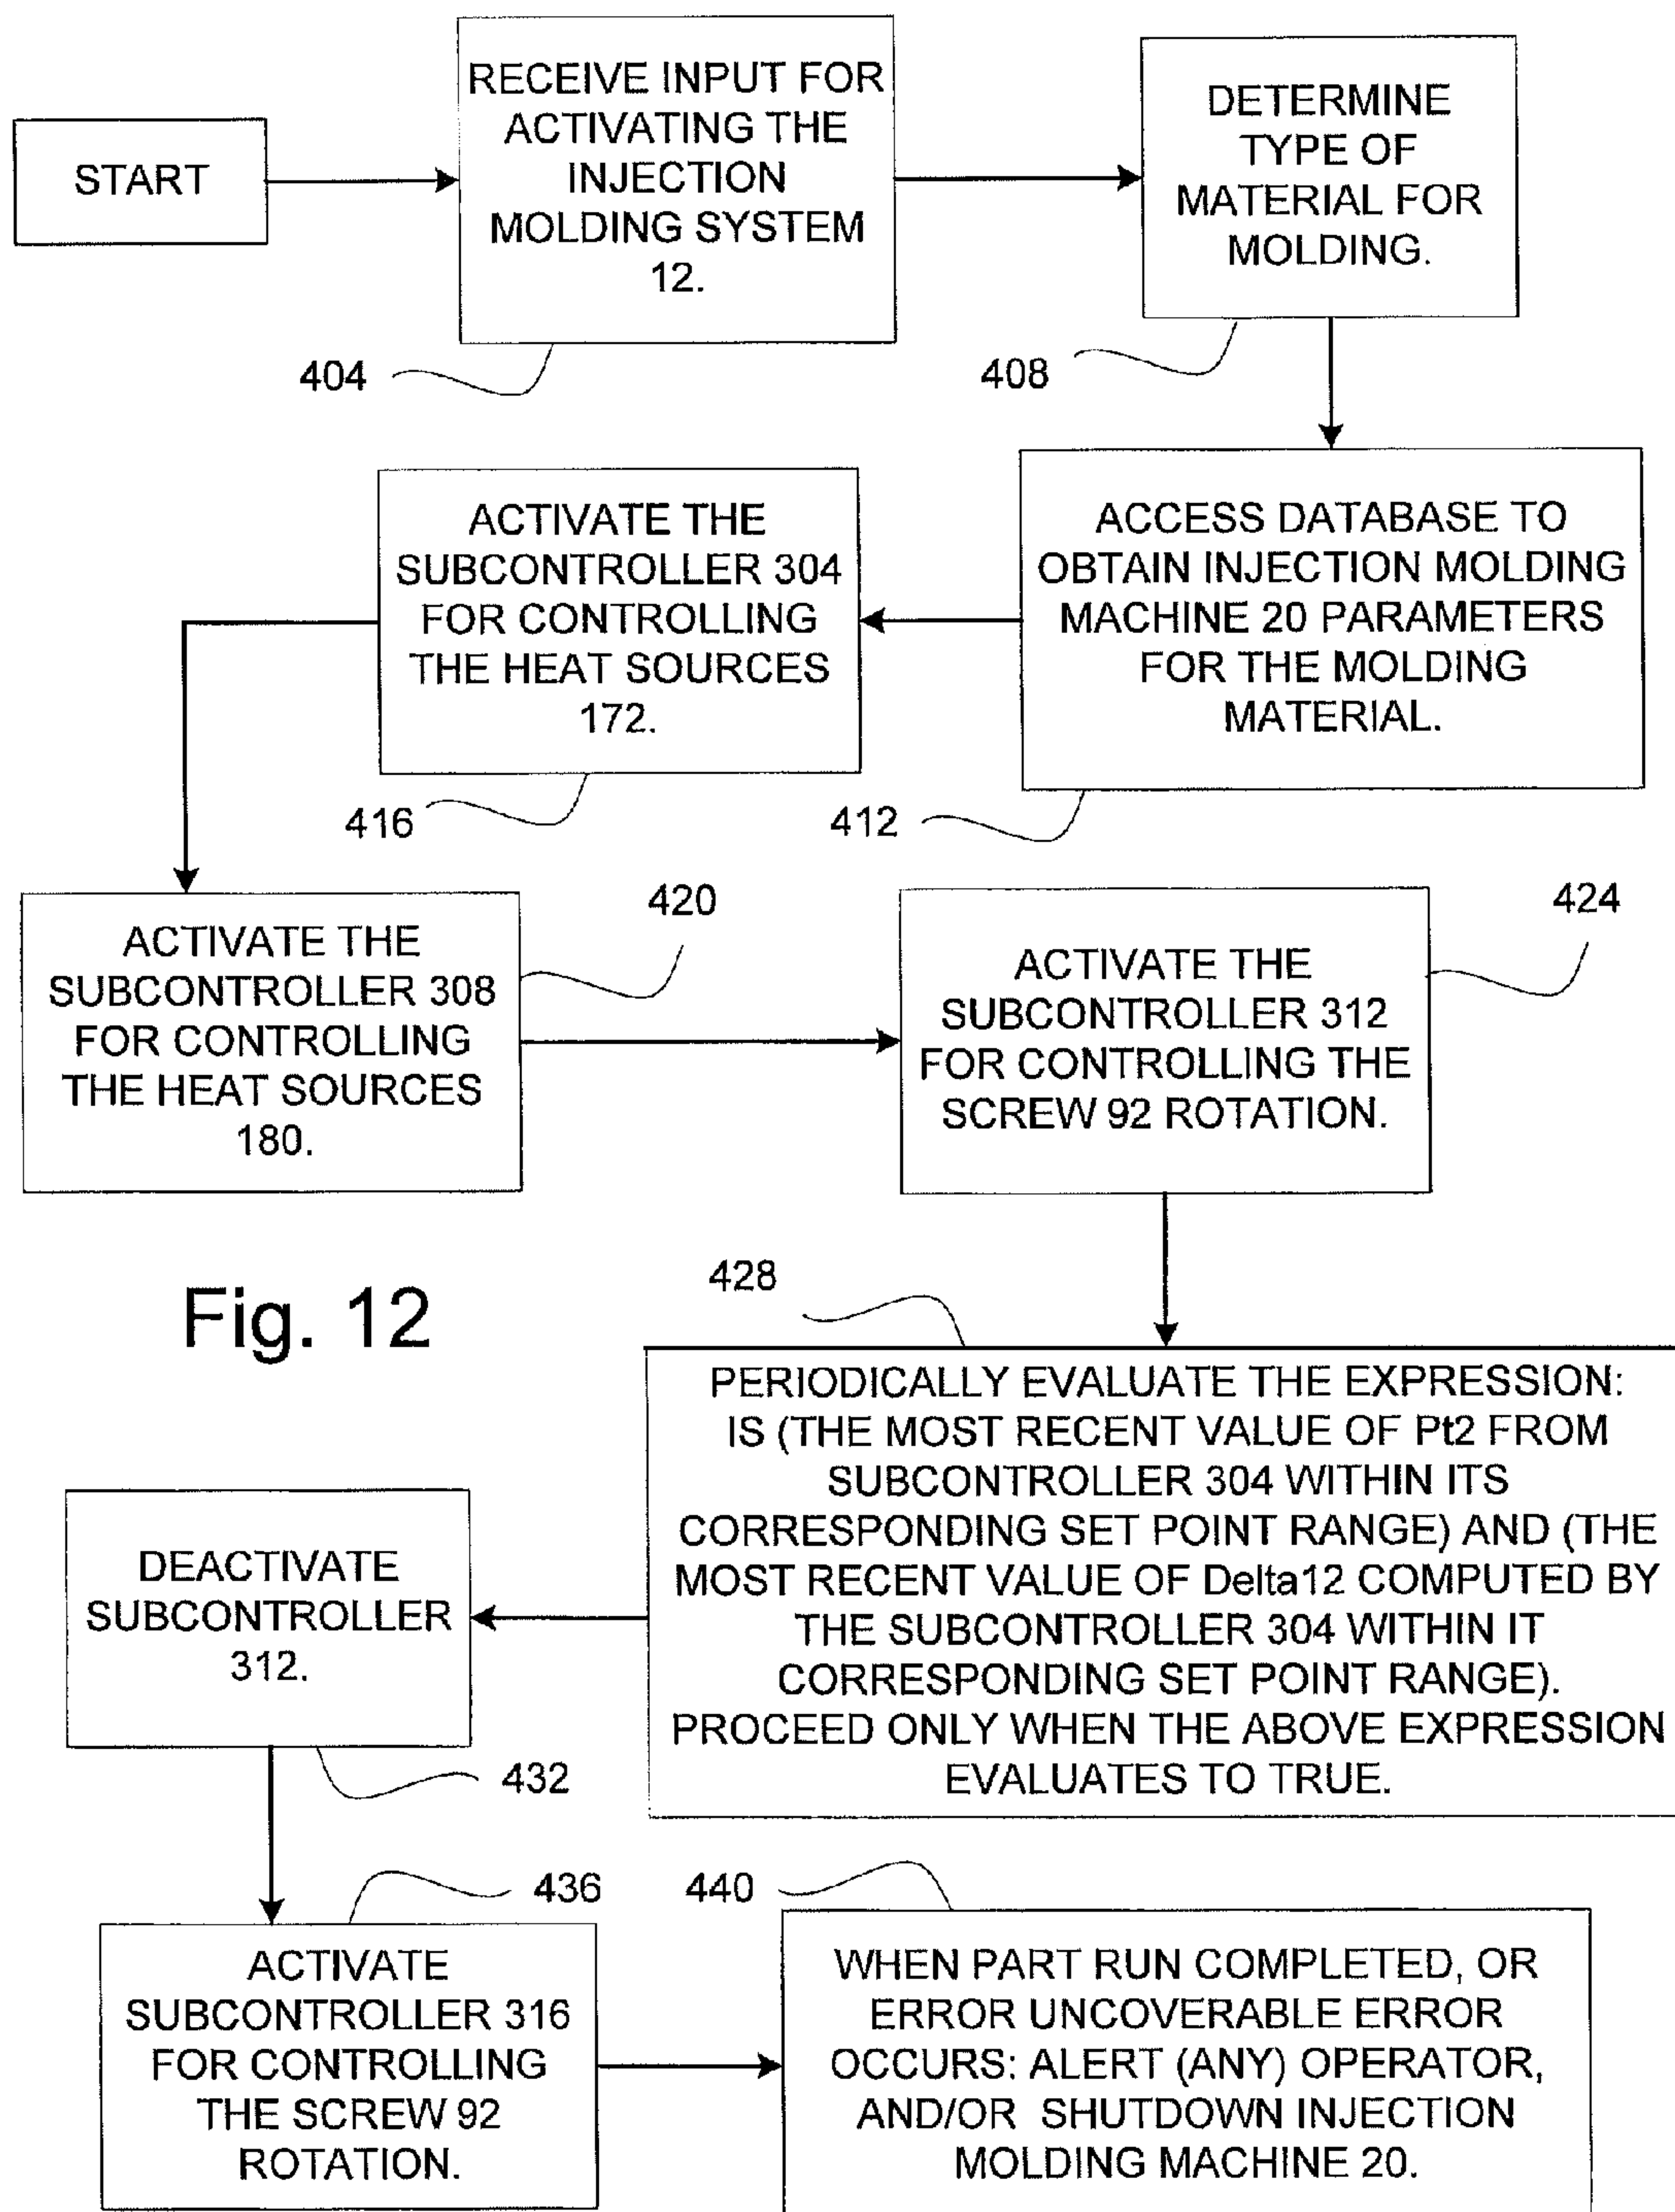 START
RECEIVE INPUT FOR
ACTIVATING THE
INJECTION
MOLDING SYSTEM
12.
404
DETERMINE
TYPE OF
MATERIAL FOR
MOLDING.
408
ACCESS DATABASE TO
OBTAIN INJECTION MOLDING
MACHINE 20 PARAMETERS
FOR THE MOLDING
MATERIAL.
412
ACTIVATE THE
SUBCONTROLLER 304
FOR CONTROLLING
THE HEAT SOURCES
172.
416
ACTIVATE THE
SUBCONTROLLER 308
FOR CONTROLLING
THE HEAT SOURCES
180.
420
ACTIVATE THE
SUBCONTROLLER 312
FOR CONTROLLING THE
SCREW 92 ROTATION.
424
Fig. 12
428
PERIODICALLY EVALUATE THE EXPRESSION:
IS (THE MOST RECENT VALUE OF Pt2 FROM
SUBCONTROLLER 304 WITHIN ITS
CORRESPONDING SET POINT RANGE) AND (THE
MOST RECENT VALUE OF Delta12 COMPUTED BY
THE SUBCONTROLLER 304 WITHIN IT
CORRESPONDING SET POINT RANGE).
PROCEED ONLY WHEN THE ABOVE EXPRESSION
EVALUATES TO TRUE.
DEACTIVATE
SUBCONTROLLER
312.
432
436
ACTIVATE
SUBCONTROLLER 316
FOR CONTROLLING
THE SCREW 92
ROTATION.
440
WHEN PART RUN COMPLETED, OR
ERROR UNCOVERABLE ERROR
OCCURS: ALERT (ANY) OPERATOR,
AND/OR SHUTDOWN INJECTION
MOLDING MACHINE 20.